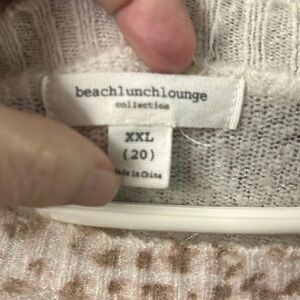 beachlunchlounge
collection
XXL
(20)
Made in China